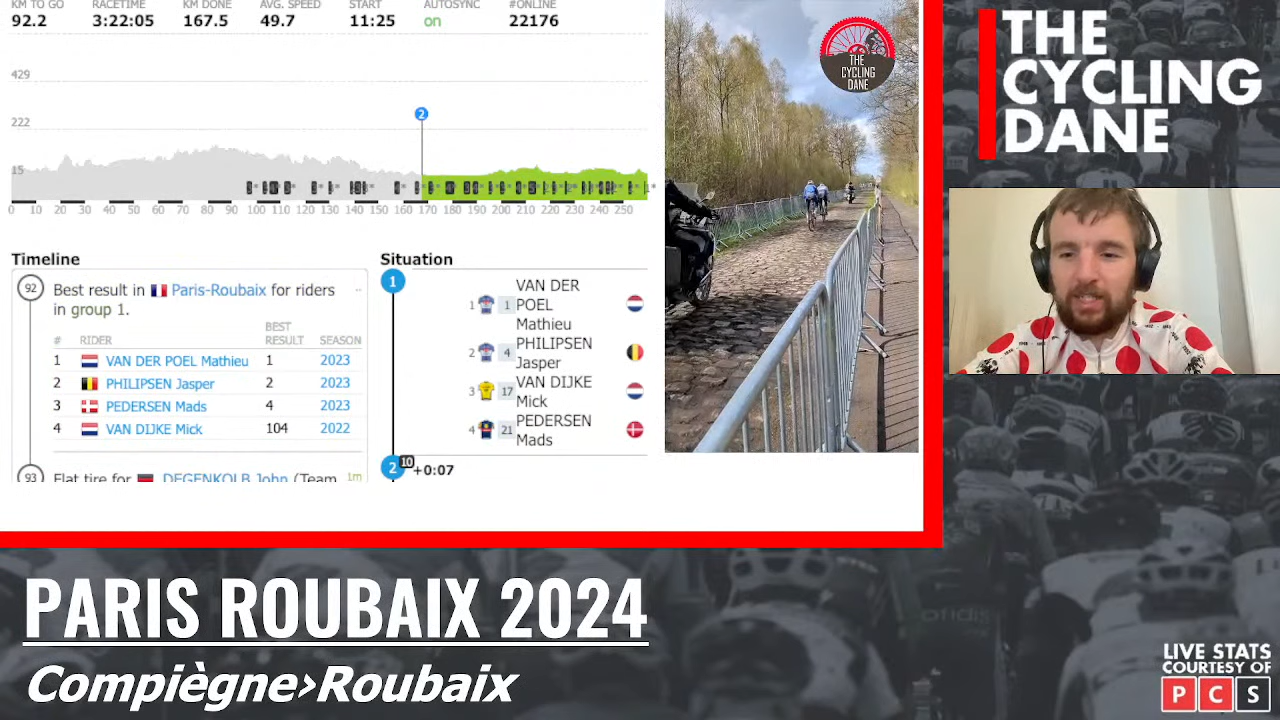 KM TO GO RACETIME KM DONE AVG. SPEED START AUTOSYNC #ONLINE
92.2 3:22:05 167.5 49.7 11:25 on 22176
429
222
15
2
0 10 20 30 40 50 60 70 80 90 100 110 120 130 140 150 160 170 180 190 200 210 220 230 240 250
Timeline
92 Best result in Paris-Roubaix for riders
in group 1.
# RIDER BEST RESULT SEASON
1 VAN DER POEL Mathieu 1 2023
2 PHILIPSEN Jasper 2 2023
3 PEDERSEN Mads 4 2023
4 VAN DIJKE Mick 104 2022
93 Flat tire for DEGENKOLB John (Team 1m
Situation
1
1 1 VAN DER
POEL
Mathieu
2 4 PHILIPSEN
Jasper
3 17 VAN DIJKE
Mick
4 21 PEDERSEN
Mads
2 10 +0:07
THE
CYCLING
DANE
THE
CYCLING
DANE
PARIS ROUBAIX 2024
Compiègne›Roubaix
LIVE STATS
COURTESY OF
P C S